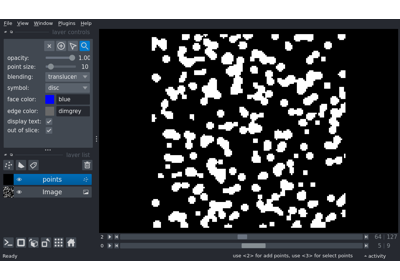 File View Window Plugins Help
layer controls
opacity: 1.00
point size: 10
blending: translucen
symbol: disc
face color: blue
edge color: dimgrey
display text:
out of slice:
layer list
points
Image
2 64 127
0 5 9
Ready use <2> for add points, use <3> for select points activity